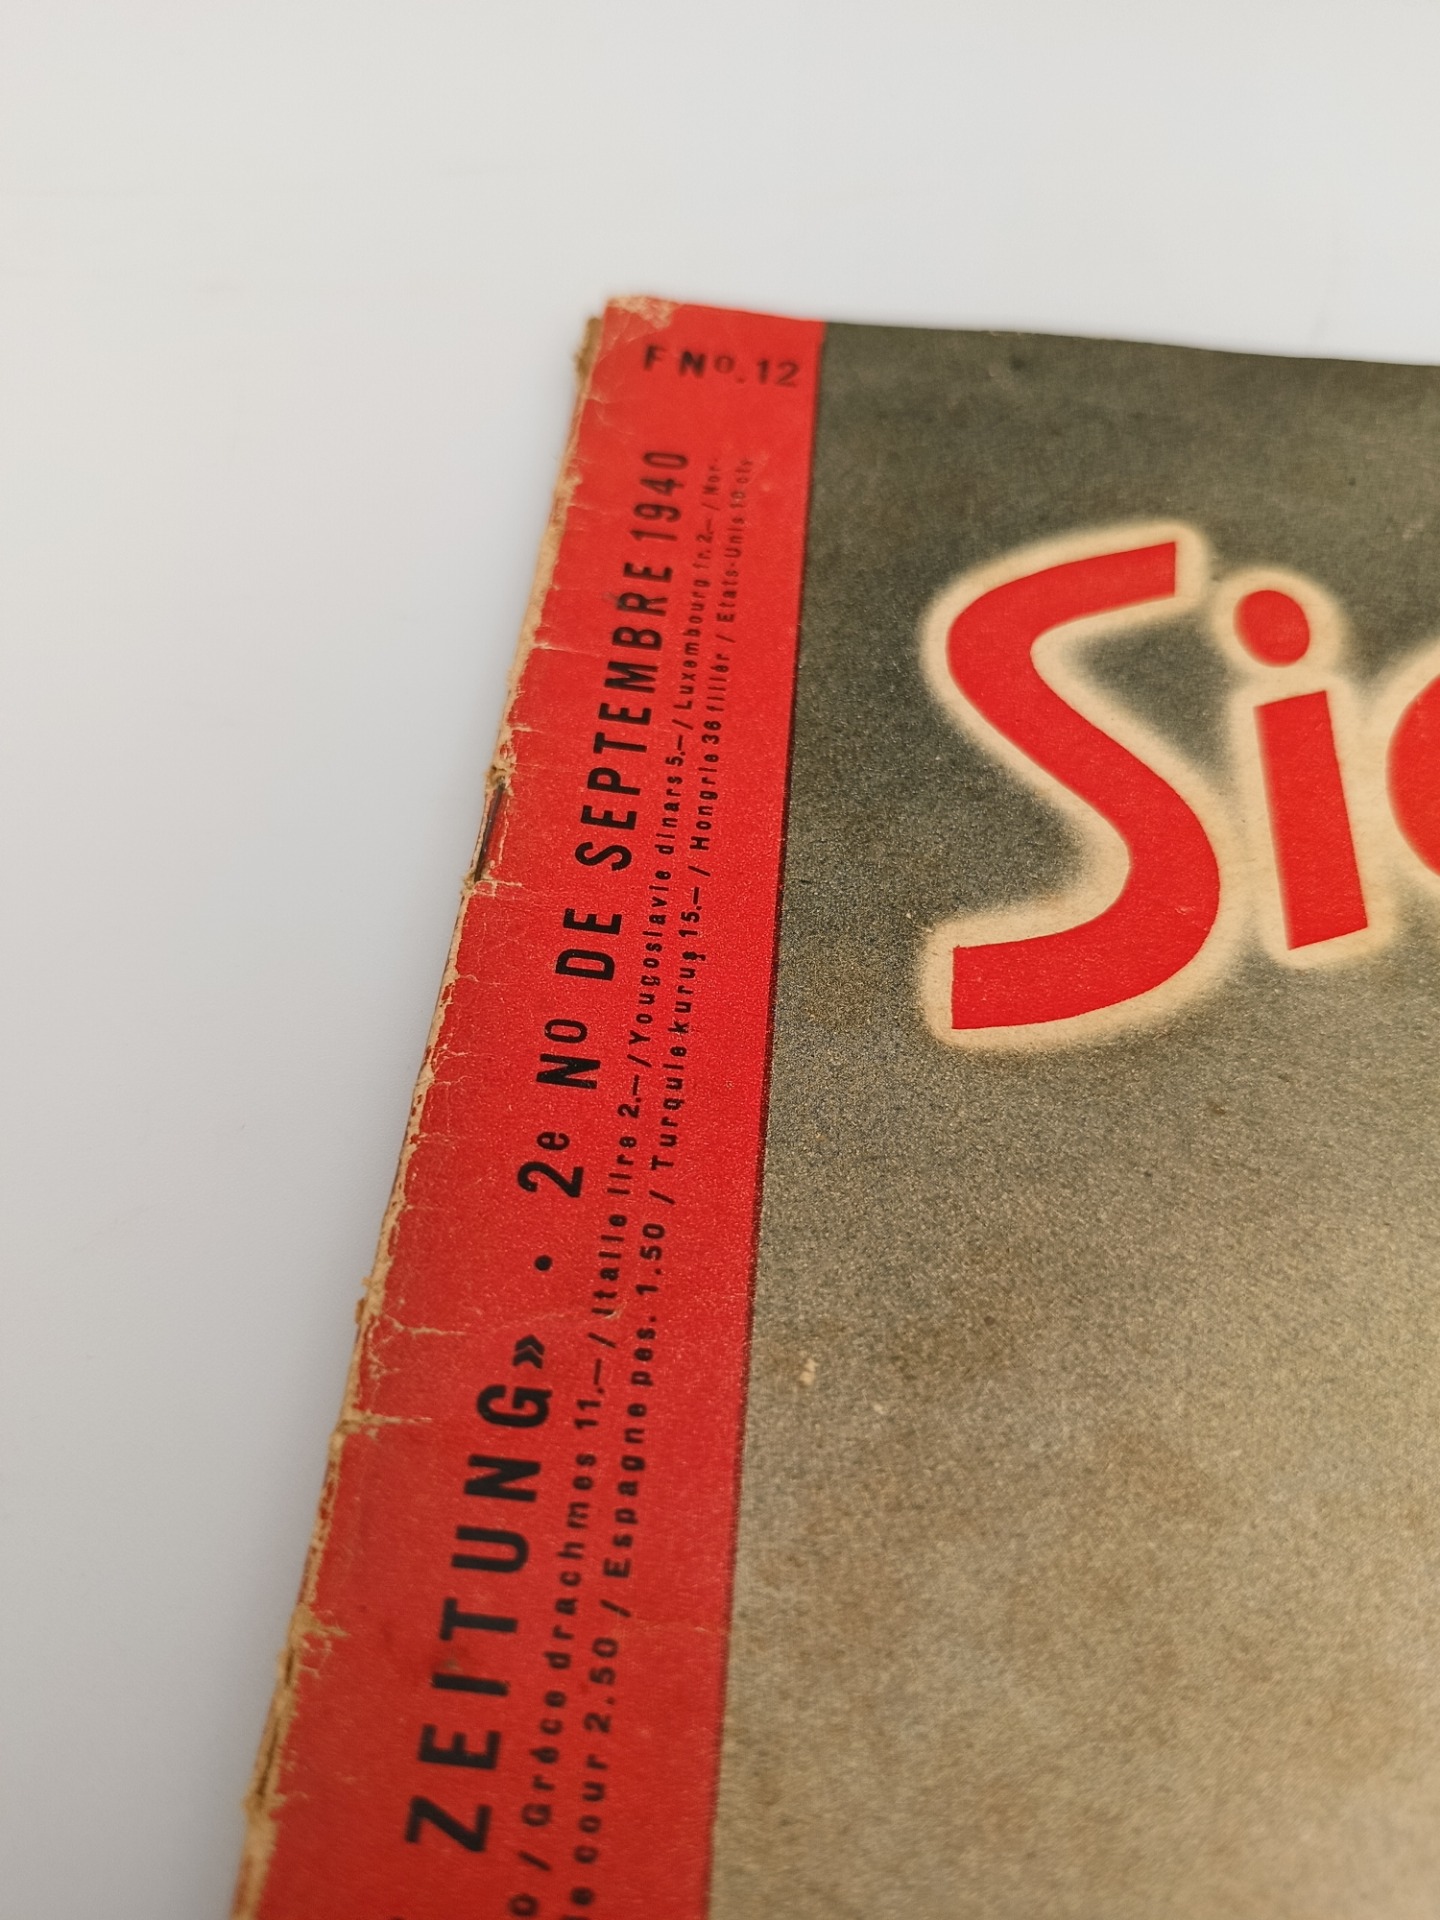 F No. 12
ZEITUNG» • 2e No DE SEPTEMBRE 1940
/ Grèce drachmes 11.— / Italie lire 2.— / Yougoslavie dinars 5.— / Luxembourg fr. 2.— / Nor-
cour 2.50 / Espagne pes. 1.50 / Turquie kuruş 15.— / Hongrie 36 fillér / Etats-Unis 10 cts
Si